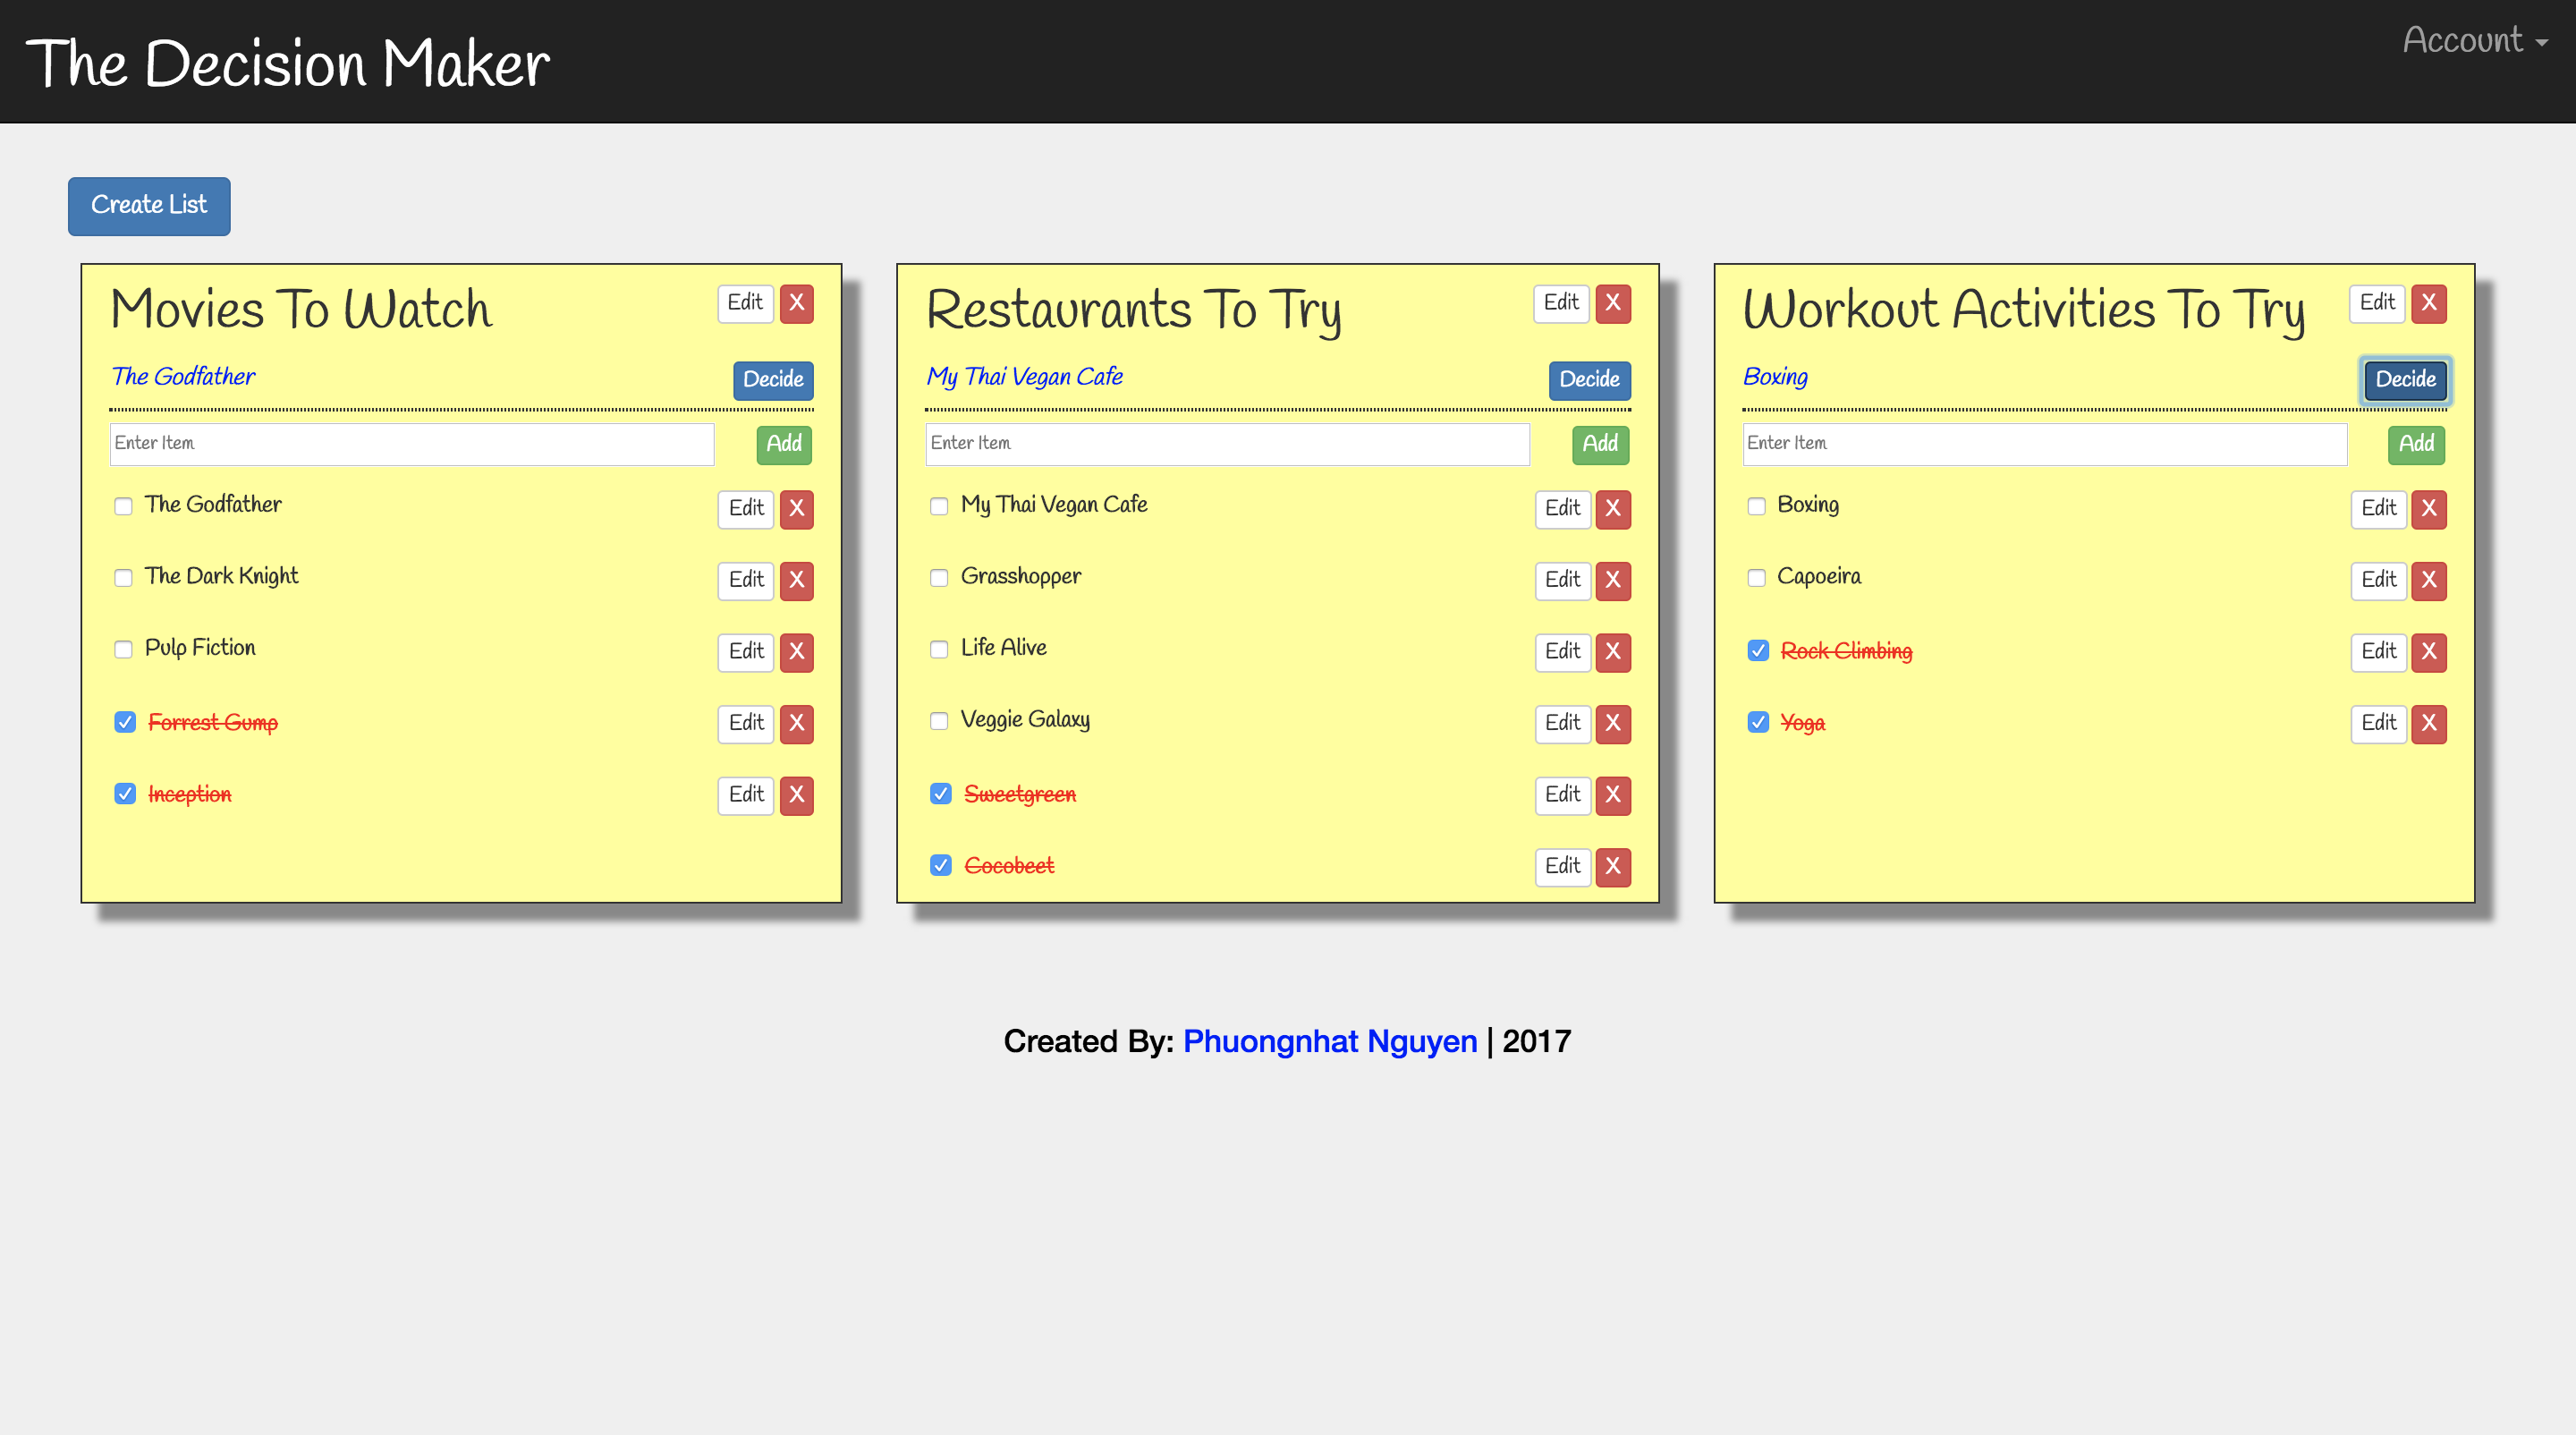 The Decision Maker
Account
Create List
Movies To Watch
Edit X
The Godfather
Decide
Enter Item
Add
The Godfather
Edit X
The Dark Knight
Edit X
Pulp Fiction
Edit X
Forrest Gump
Edit X
Inception
Edit X
Restaurants To Try
Edit X
My Thai Vegan Cafe
Decide
Enter Item
Add
My Thai Vegan Cafe
Edit X
Grasshopper
Edit X
Life Alive
Edit X
Veggie Galaxy
Edit X
Sweetgreen
Edit X
Cocobeet
Edit X
Workout Activities To Try
Edit X
Boxing
Decide
Enter Item
Add
Boxing
Edit X
Capoeira
Edit X
Rock Climbing
Edit X
Yoga
Edit X
Created By: Phuongnhat Nguyen | 2017